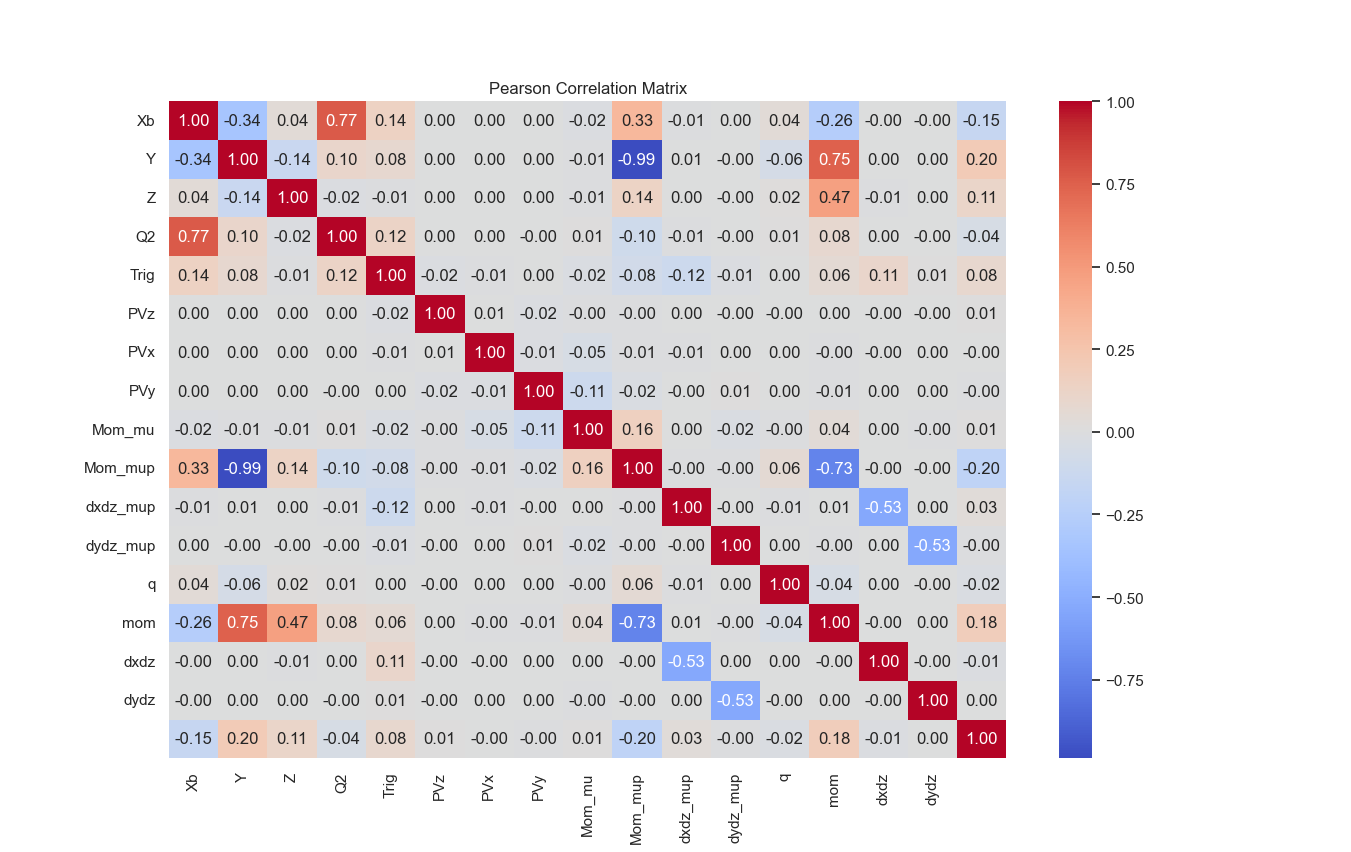 Pearson Correlation Matrix
Xb 1.00 -0.34 0.04 0.77 0.14 0.00 0.00 0.00 -0.02 0.33 -0.01 0.00 0.04 -0.26 -0.00 -0.00 -0.15
Y -0.34 1.00 -0.14 0.10 0.08 0.00 0.00 0.00 -0.01 -0.99 0.01 -0.00 -0.06 0.75 0.00 0.00 0.20
Z 0.04 -0.14 1.00 -0.02 -0.01 0.00 0.00 0.00 -0.01 0.14 0.00 -0.00 0.02 0.47 -0.01 0.00 0.11
Q2 0.77 0.10 -0.02 1.00 0.12 0.00 0.00 -0.00 0.01 -0.10 -0.01 -0.00 0.01 0.08 0.00 -0.00 -0.04
Trig 0.14 0.08 -0.01 0.12 1.00 -0.02 -0.01 0.00 -0.02 -0.08 -0.12 -0.01 0.00 0.06 0.11 0.01 0.08
PVz 0.00 0.00 0.00 0.00 -0.02 1.00 0.01 -0.02 -0.00 -0.00 0.00 -0.00 -0.00 0.00 -0.00 -0.00 0.01
PVx 0.00 0.00 0.00 0.00 -0.01 0.01 1.00 -0.01 -0.05 -0.01 -0.01 0.00 0.00 -0.00 -0.00 0.00 -0.00
PVy 0.00 0.00 0.00 -0.00 0.00 -0.02 -0.01 1.00 -0.11 -0.02 -0.00 0.01 0.00 -0.01 0.00 0.00 -0.00
Mom_mu -0.02 -0.01 -0.01 0.01 -0.02 -0.00 -0.05 -0.11 1.00 0.16 0.00 -0.02 -0.00 0.04 0.00 -0.00 0.01
Mom_mup 0.33 -0.99 0.14 -0.10 -0.08 -0.00 -0.01 -0.02 0.16 1.00 -0.00 -0.00 0.06 -0.73 -0.00 -0.00 -0.20
dxdz_mup -0.01 0.01 0.00 -0.01 -0.12 0.00 -0.01 -0.00 0.00 -0.00 1.00 -0.00 -0.01 0.01 -0.53 0.00 0.03
dydz_mup 0.00 -0.00 -0.00 -0.00 -0.01 -0.00 0.00 0.01 -0.02 -0.00 -0.00 1.00 0.00 -0.00 0.00 -0.53 -0.00
q 0.04 -0.06 0.02 0.01 0.00 -0.00 0.00 0.00 -0.00 0.06 -0.01 0.00 1.00 -0.04 0.00 -0.00 -0.02
mom -0.26 0.75 0.47 0.08 0.06 0.00 -0.00 -0.01 0.04 -0.73 0.01 -0.00 -0.04 1.00 -0.00 0.00 0.18
dxdz -0.00 0.00 -0.01 0.00 0.11 -0.00 -0.00 0.00 0.00 -0.00 -0.53 0.00 0.00 -0.00 1.00 -0.00 -0.01
dydz -0.00 0.00 0.00 -0.00 0.01 -0.00 0.00 0.00 -0.00 -0.00 0.00 -0.53 -0.00 0.00 -0.00 1.00 0.00
-0.15 0.20 0.11 -0.04 0.08 0.01 -0.00 -0.00 0.01 -0.20 0.03 -0.00 -0.02 0.18 -0.01 0.00 1.00
Xb Y Z Q2 Trig PVz PVx PVy Mom_mu Mom_mup dxdz_mup dydz_mup q mom dxdz dydz
1.00
0.75
0.50
0.25
0.00
−0.25
−0.50
−0.75